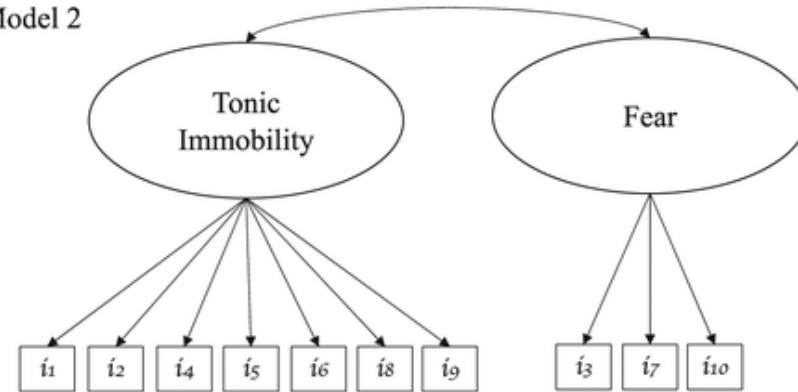 Model 2
Tonic
Immobility
Fear
i1 i2 i4 i5 i6 i8 i9 i3 i7 i10